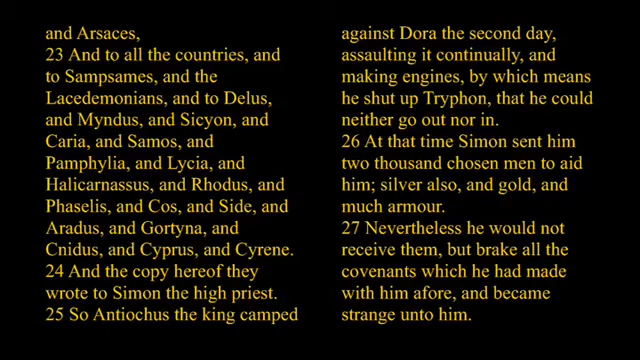 and Arsaces,
23 And to all the countries, and
to Sampsames, and the
Lacedemonians, and to Delus,
and Myndus, and Sicyon, and
Caria, and Samos, and
Pamphylia, and Lycia, and
Halicarnassus, and Rhodus, and
Phaselis, and Cos, and Side, and
Aradus, and Gortyna, and
Cnidus, and Cyprus, and Cyrene.
24 And the copy hereof they
wrote to Simon the high priest.
25 So Antiochus the king camped
against Dora the second day,
assaulting it continually, and
making engines, by which means
he shut up Tryphon, that he could
neither go out nor in.
26 At that time Simon sent him
two thousand chosen men to aid
him; silver also, and gold, and
much armour.
27 Nevertheless he would not
receive them, but brake all the
covenants which he had made
with him afore, and became
strange unto him.